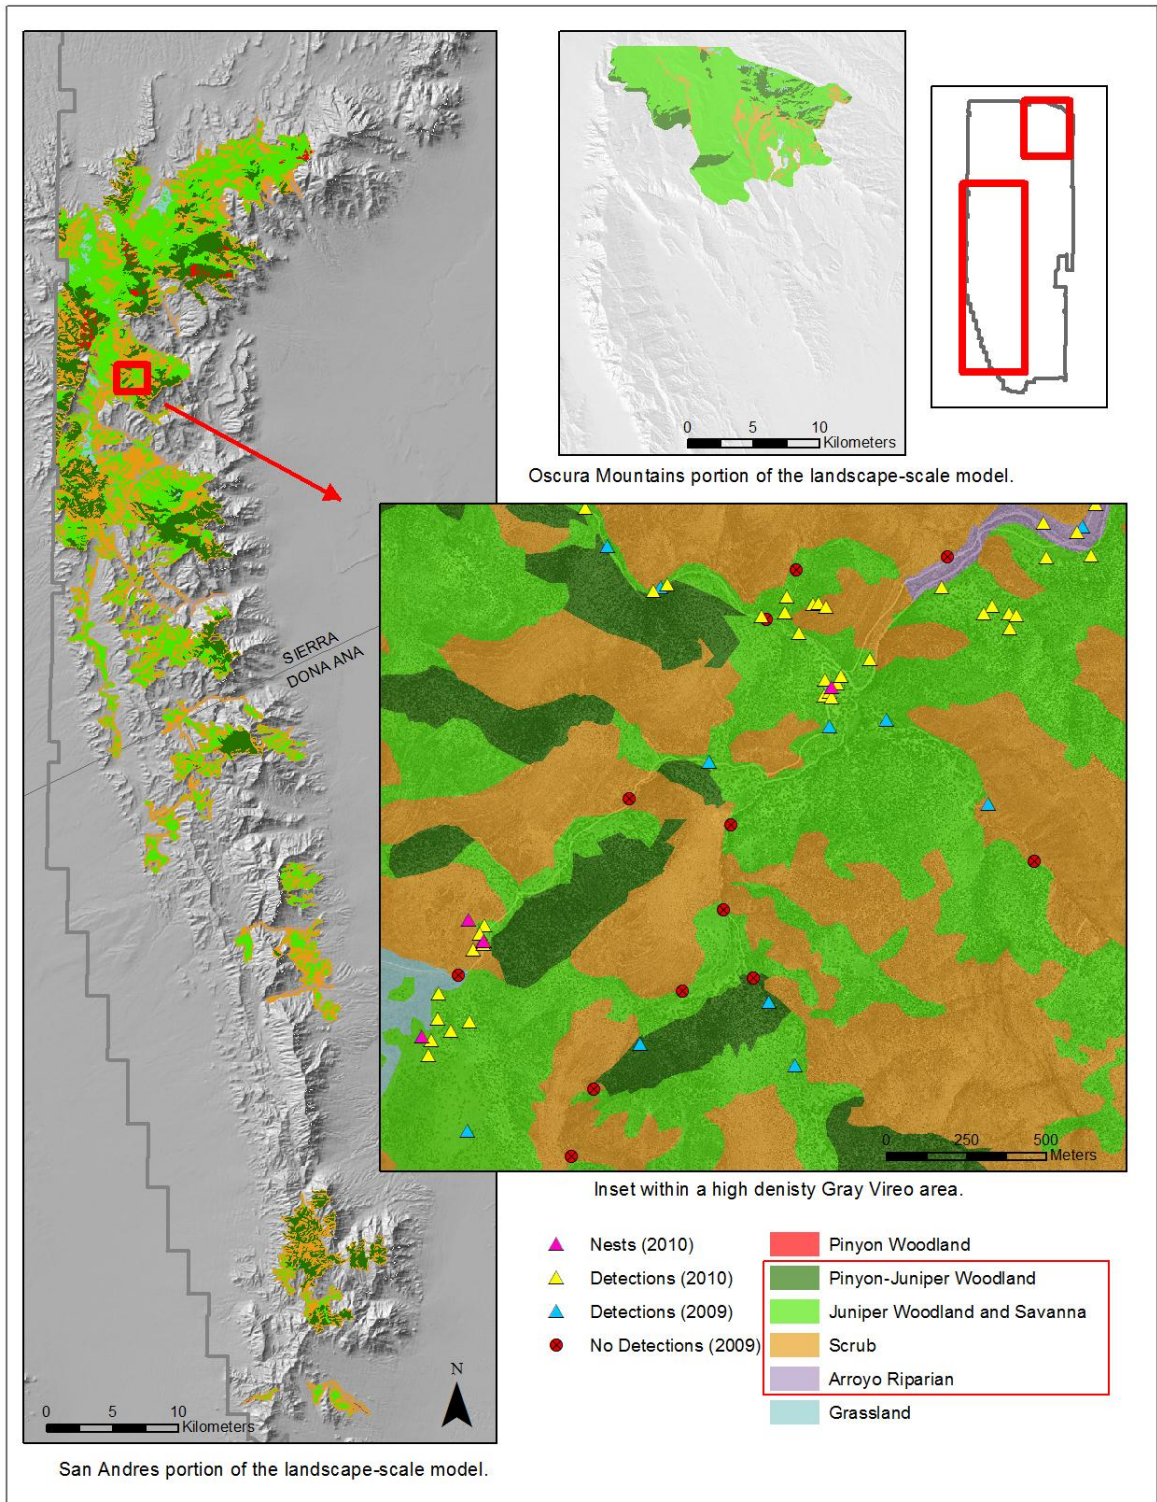 0 5 10
Kilometers
Oscura Mountains portion of the landscape-scale model.
SIERRA
DONA ANA
0 250 500
Meters
Inset within a high denisty Gray Vireo area.
Nests (2010)
Detections (2010)
Detections (2009)
No Detections (2009)
Pinyon Woodland
Pinyon-Juniper Woodland
Juniper Woodland and Savanna
Scrub
Arroyo Riparian
Grassland
N
0 5 10
Kilometers
San Andres portion of the landscape-scale model.